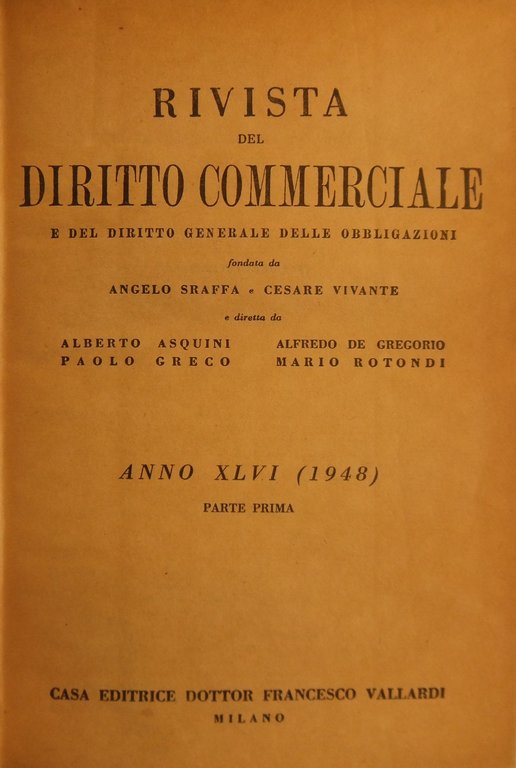 RIVISTA
DEL
DIRITTO COMMERCIALE
E DEL DIRITTO GENERALE DELLE OBBLIGAZIONI
fondata da
ANGELO SRAFFA e CESARE VIVANTE
e diretta da
ALBERTO ASQUINI ALFREDO DE GREGORIO
PAOLO GRECO MARIO ROTONDI
ANNO XLVI (1948)
PARTE PRIMA
CASA EDITRICE DOTTOR FRANCESCO VALLARDI
MILANO